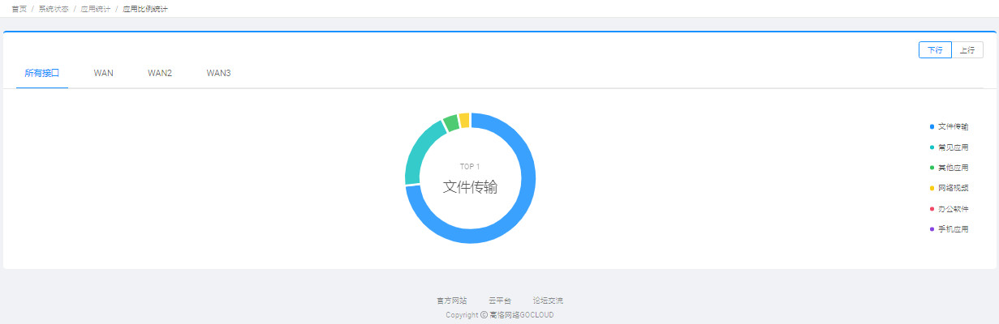 首页 / 系统状态 / 应用统计 / 应用比例统计
下行 上行
所有接口 WAN WAN2 WAN3
TOP 1
文件传输
文件传输
常见应用
其他应用
网络视频
办公软件
手机应用
官方网站 云平台 论坛交流
Copyright © 高恪网络GOCLOUD